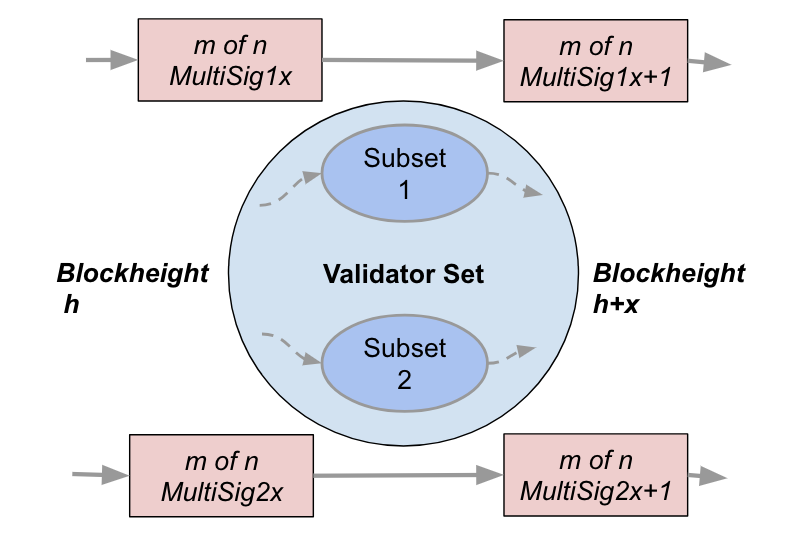 m of n
MultiSig1x
m of n
MultiSig1x+1
Subset
1
Blockheight
h
Validator Set
Blockheight
h+x
Subset
2
m of n
MultiSig2x
m of n
MultiSig2x+1